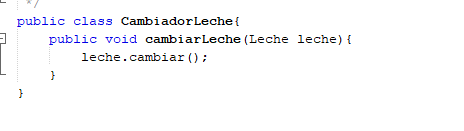 */
public class CambiadorLeche{
    public void cambiarLeche(Leche leche){
        leche.cambiar();
    }
}